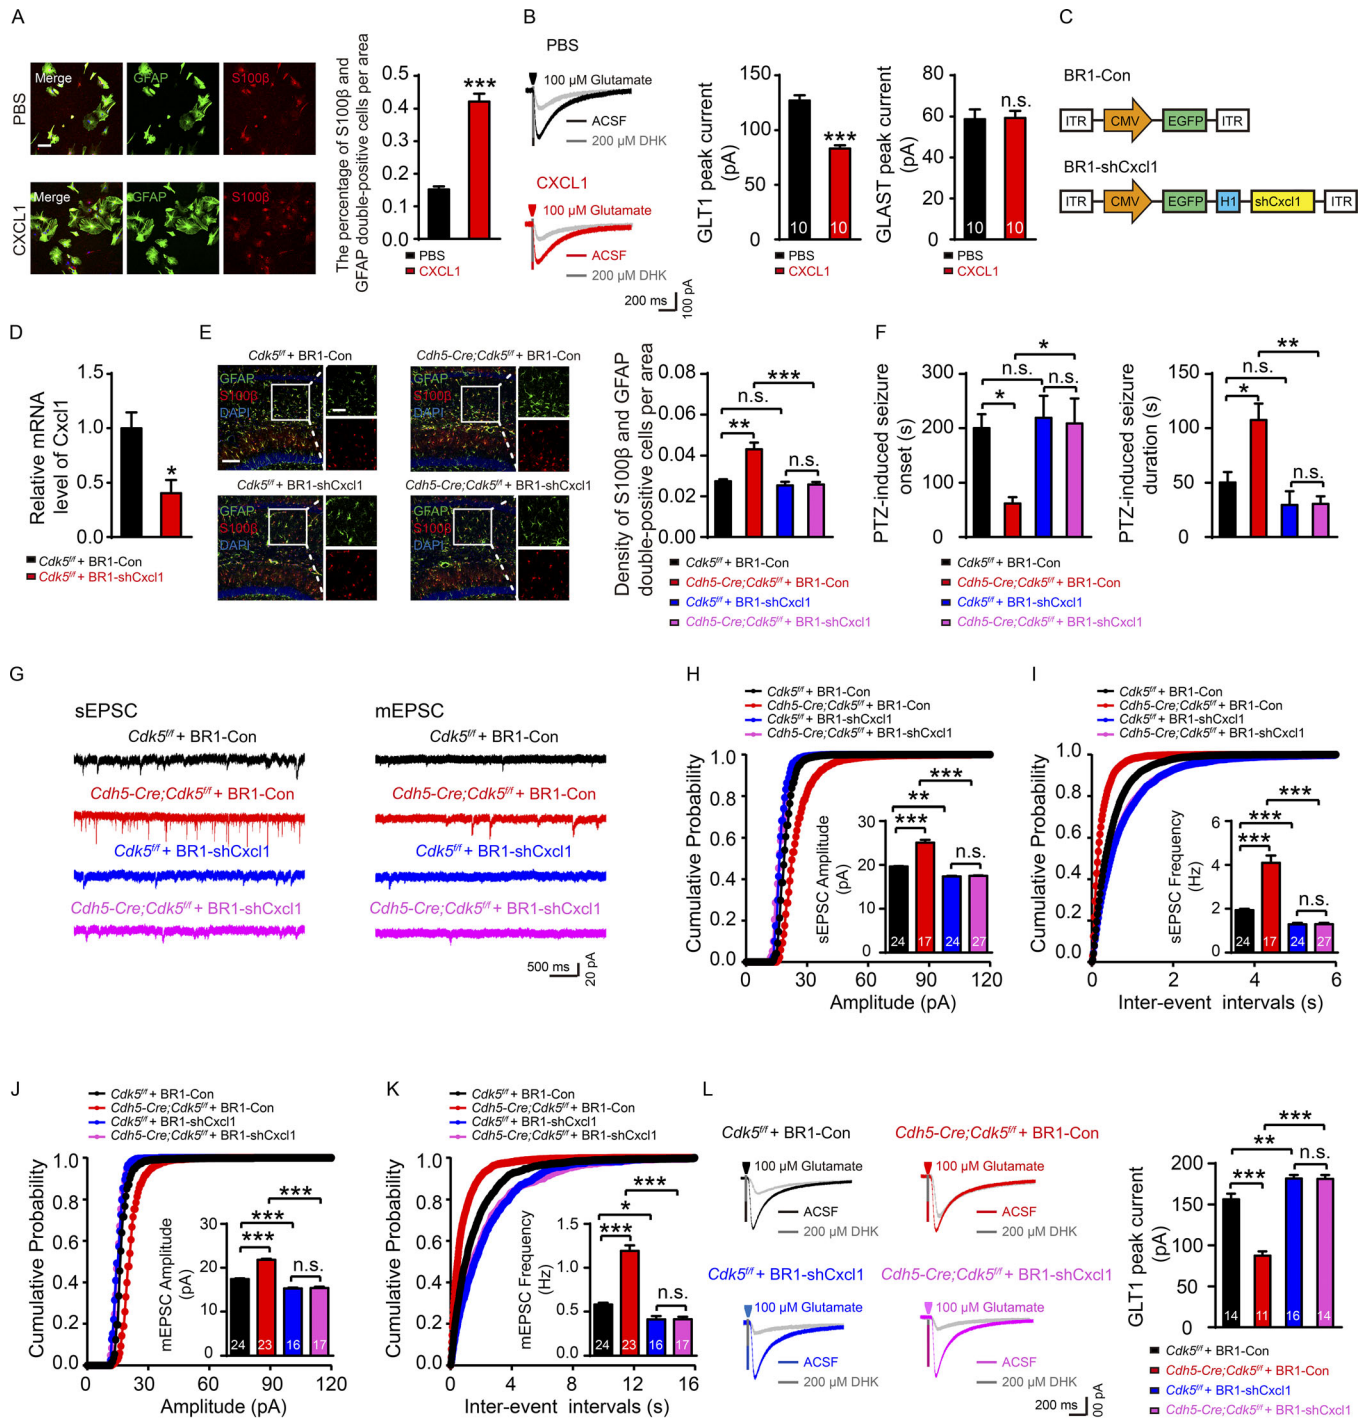 A
PBS
Merge
GFAP
S100β
CXCL1
Merge
GFAP
S100β
The percentage of S100β and
GFAP double-positive cells per area
0.5
0.4
0.3
0.2
0.1
0.0
***
PBS
CXCL1
B
PBS
100 µM Glutamate
ACSF
200 µM DHK
CXCL1
100 µM Glutamate
ACSF
200 µM DHK
200 ms
100 pA
GLT1 peak current
(pA)
150
100
50
0
***
10
10
PBS
CXCL1
GLAST peak current
(pA)
80
60
40
20
0
n.s.
10
10
PBS
CXCL1
C
BR1-Con
ITR
CMV
EGFP
ITR
BR1-shCxcl1
ITR
CMV
EGFP
H1
shCxcl1
ITR
D
Relative mRNA
level of Cxcl1
1.5
1.0
0.5
0.0
*
Cdk5f/f + BR1-Con
Cdk5f/f + BR1-shCxcl1
E
Cdk5f/f + BR1-Con
GFAP
S100β
DAPI
Cdh5-Cre;Cdk5f/f + BR1-Con
GFAP
S100β
DAPI
Cdk5f/f + BR1-shCxcl1
GFAP
S100β
DAPI
Cdh5-Cre;Cdk5f/f + BR1-shCxcl1
GFAP
S100β
DAPI
Density of S100β and GFAP
double-positive cells per area
0.08
0.06
0.04
0.02
0.00
***
n.s.
**
n.s.
Cdk5f/f + BR1-Con
Cdh5-Cre;Cdk5f/f + BR1-Con
Cdk5f/f + BR1-shCxcl1
Cdh5-Cre;Cdk5f/f + BR1-shCxcl1
F
PTZ-induced seizure
onset (s)
300
200
100
0
*
n.s.
*
n.s.
PTZ-induced seizure
duration (s)
150
100
50
0
**
n.s.
*
n.s.
Cdk5f/f + BR1-Con
Cdh5-Cre;Cdk5f/f + BR1-Con
Cdk5f/f + BR1-shCxcl1
Cdh5-Cre;Cdk5f/f + BR1-shCxcl1
G
sEPSC
Cdk5f/f + BR1-Con
Cdh5-Cre;Cdk5f/f + BR1-Con
Cdk5f/f + BR1-shCxcl1
Cdh5-Cre;Cdk5f/f + BR1-shCxcl1
mEPSC
Cdk5f/f + BR1-Con
Cdh5-Cre;Cdk5f/f + BR1-Con
Cdk5f/f + BR1-shCxcl1
Cdh5-Cre;Cdk5f/f + BR1-shCxcl1
500 ms
20 pA
H
Cdk5f/f + BR1-Con
Cdh5-Cre;Cdk5f/f + BR1-Con
Cdk5f/f + BR1-shCxcl1
Cdh5-Cre;Cdk5f/f + BR1-shCxcl1
Cumulative Probability
1.0
0.8
0.6
0.4
0.2
0.0
0 30 60 90 120
Amplitude (pA)
sEPSC Amplitude
(pA)
30
20
10
0
***
**
***
n.s.
24 17 24 27
I
Cdk5f/f + BR1-Con
Cdh5-Cre;Cdk5f/f + BR1-Con
Cdk5f/f + BR1-shCxcl1
Cdh5-Cre;Cdk5f/f + BR1-shCxcl1
Cumulative Probability
1.0
0.8
0.6
0.4
0.2
0.0
0 2 4 6
Inter-event intervals (s)
sEPSC Frequency
(Hz)
6
4
2
0
***
***
***
n.s.
24 17 24 27
J
Cdk5f/f + BR1-Con
Cdh5-Cre;Cdk5f/f + BR1-Con
Cdk5f/f + BR1-shCxcl1
Cdh5-Cre;Cdk5f/f + BR1-shCxcl1
Cumulative Probability
1.0
0.8
0.6
0.4
0.2
0.0
0 30 60 90 120
Amplitude (pA)
mEPSC Amplitude
(pA)
30
20
10
0
***
***
***
n.s.
24 23 16 17
K
Cdk5f/f + BR1-Con
Cdh5-Cre;Cdk5f/f + BR1-Con
Cdk5f/f + BR1-shCxcl1
Cdh5-Cre;Cdk5f/f + BR1-shCxcl1
Cumulative Probability
1.0
0.8
0.6
0.4
0.2
0.0
0 4 8 12 16
Inter-event intervals (s)
mEPSC Frequency
(Hz)
1.5
1.0
0.5
0.0
***
*
***
n.s.
24 23 16 17
L
Cdk5f/f + BR1-Con
100 µM Glutamate
ACSF
200 µM DHK
Cdh5-Cre;Cdk5f/f + BR1-Con
100 µM Glutamate
ACSF
200 µM DHK
Cdk5f/f + BR1-shCxcl1
100 µM Glutamate
ACSF
200 µM DHK
Cdh5-Cre;Cdk5f/f + BR1-shCxcl1
100 µM Glutamate
ACSF
200 µM DHK
200 ms
00 pA
GLT1 peak current
(pA)
200
150
100
50
0
***
**
***
n.s.
14 11 16 14
Cdk5f/f + BR1-Con
Cdh5-Cre;Cdk5f/f + BR1-Con
Cdk5f/f + BR1-shCxcl1
Cdh5-Cre;Cdk5f/f + BR1-shCxcl1